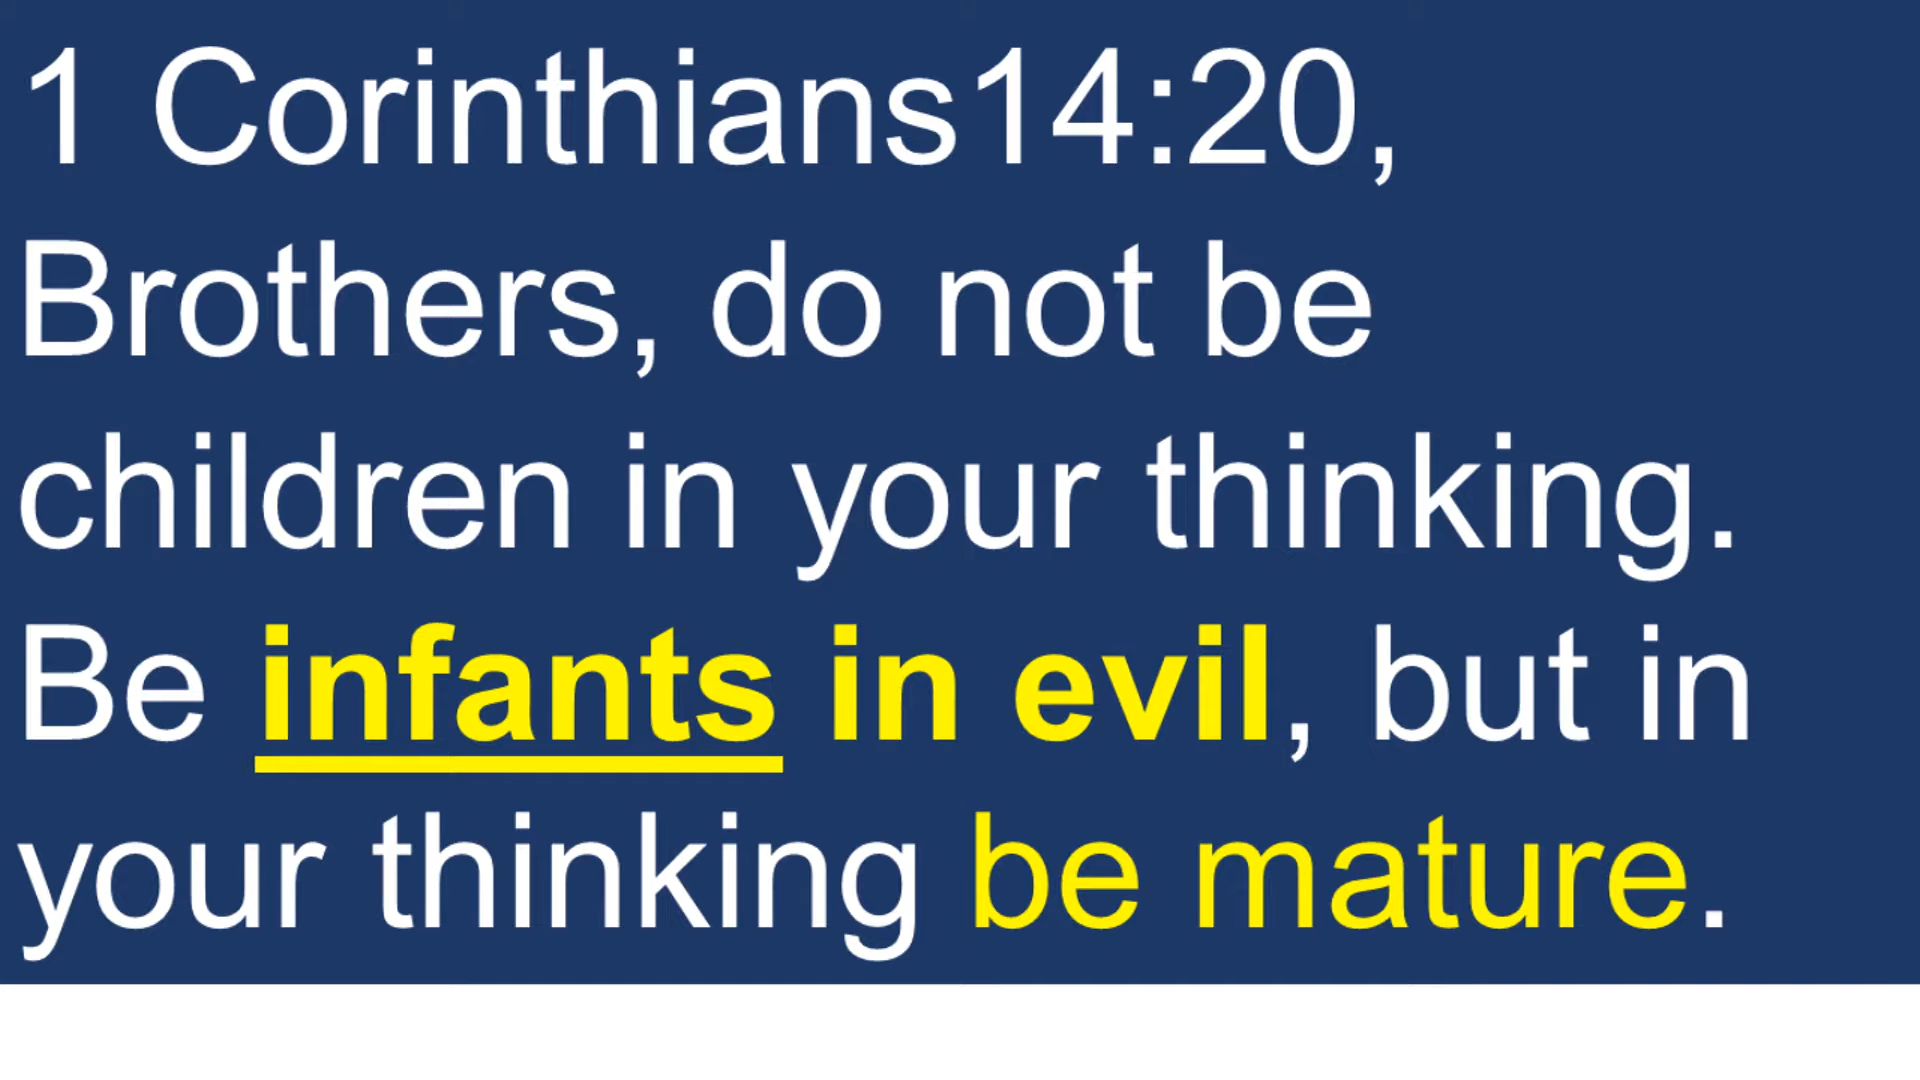 1 Corinthians14:20,
Brothers, do not be
children in your thinking.
Be infants in evil, but in
your thinking be mature.